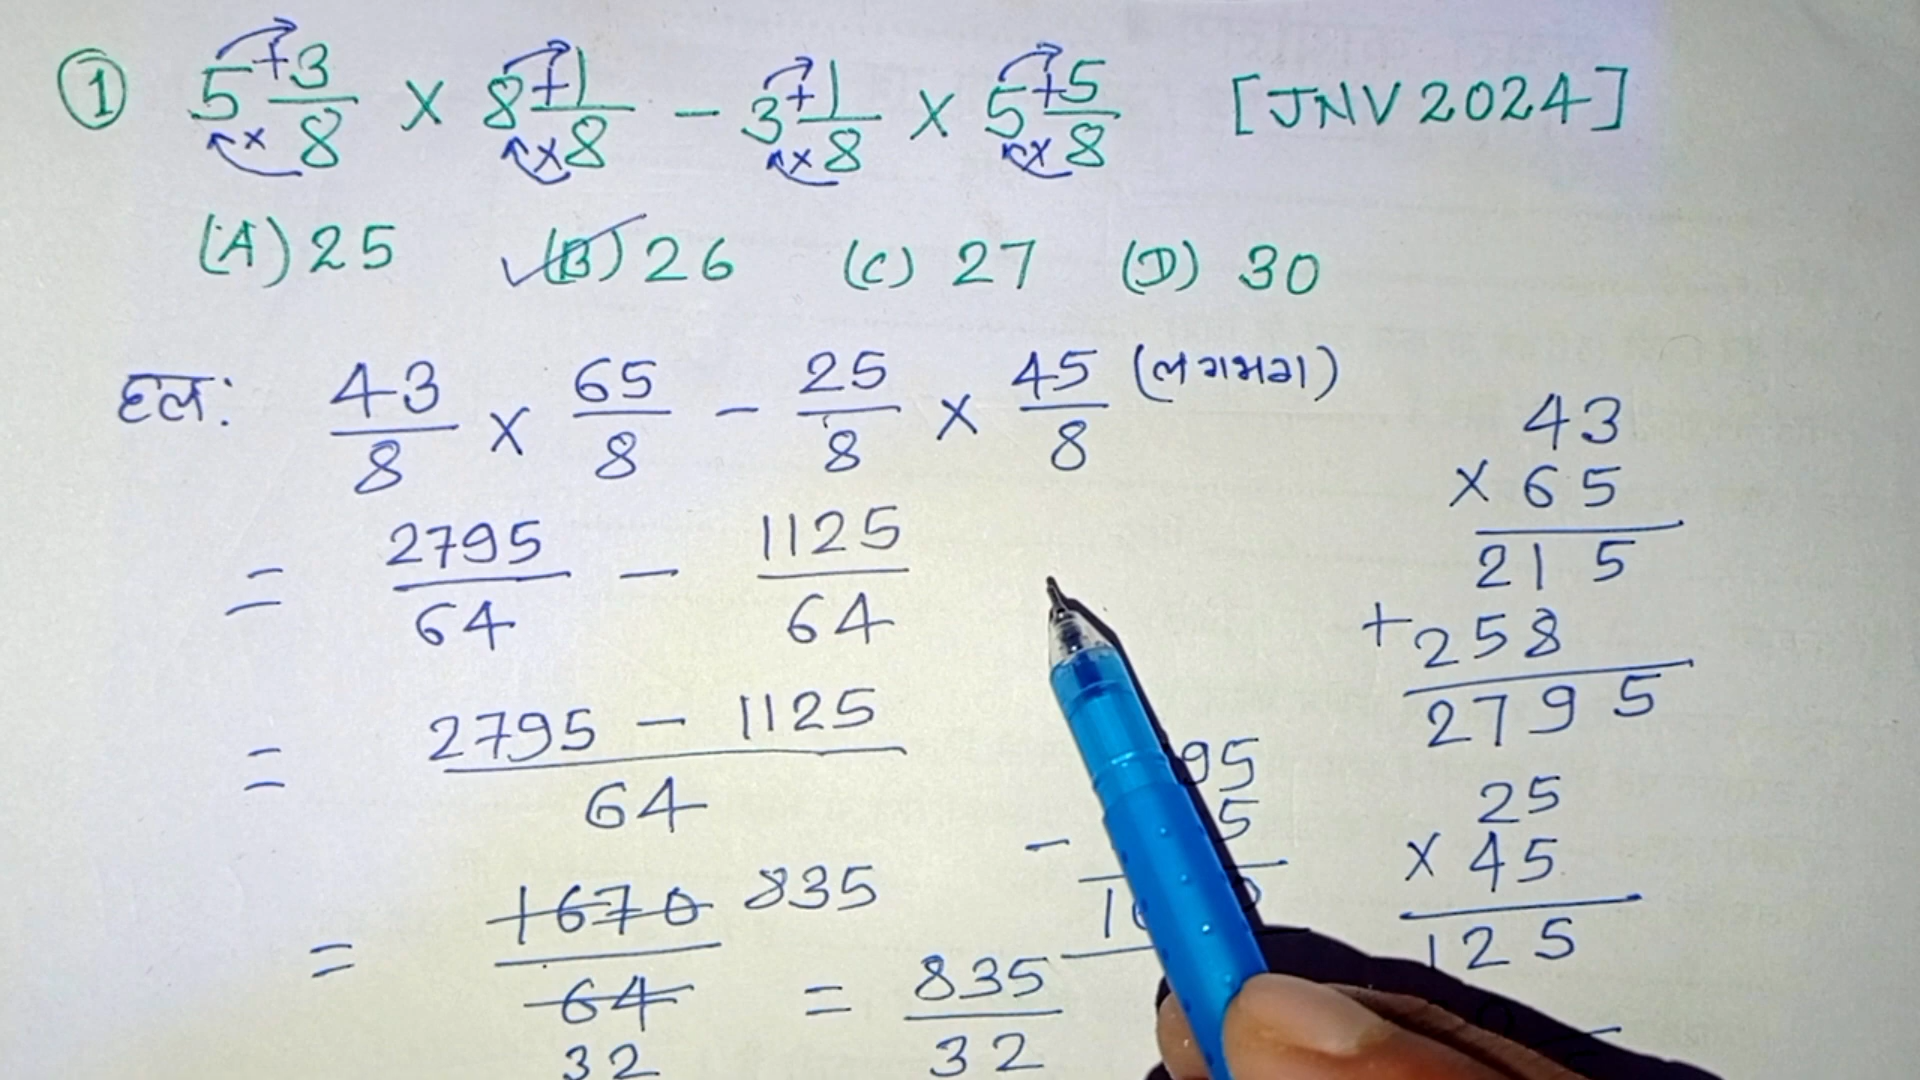 ① 5 3/8 × 8 1/8 − 3 1/8 × 5 5/8 [JNV 2024]
(A) 25 (B) 26 (C) 27 (D) 30
हल: 43/8 × 65/8 − 25/8 × 45/8 (लगभग)
= 2795/64 − 1125/64
= 2795 − 1125/64
= 1670/64 835
32
= 835/32
43
× 65
215
+258
2795
25
× 45
125